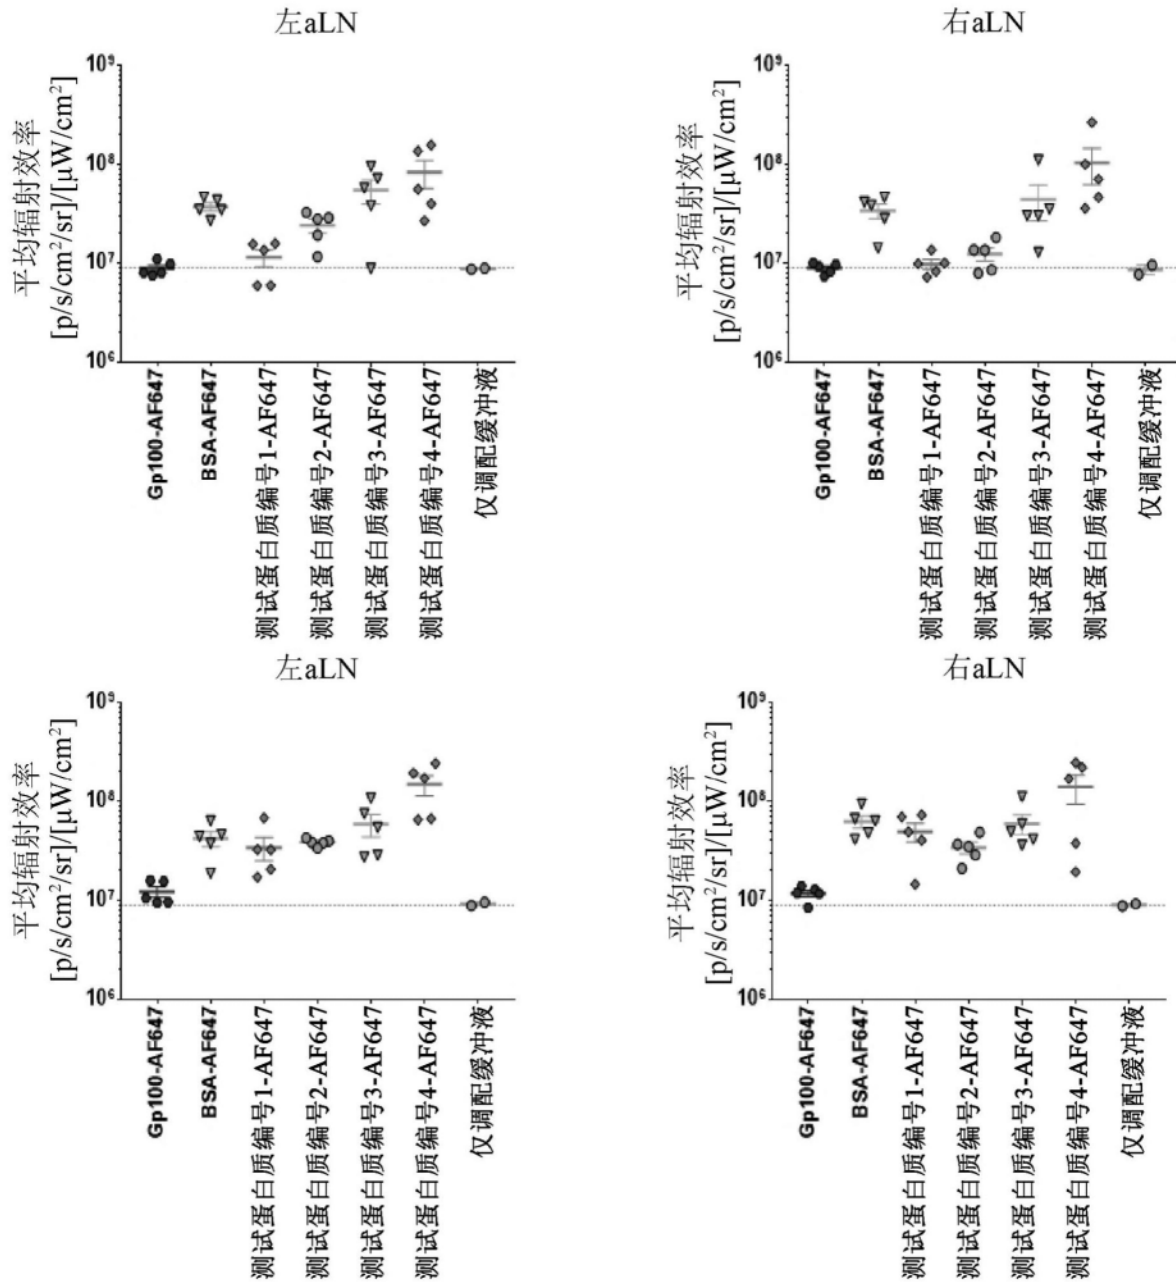 左aLN
平均辐射效率
[p/s/cm²/sr]/[µW/cm²]
10⁹
10⁸
10⁷
10⁶
Gp100-AF647
BSA-AF647
测试蛋白质编号1-AF647
测试蛋白质编号2-AF647
测试蛋白质编号3-AF647
测试蛋白质编号4-AF647
仅调配缓冲液
右aLN
平均辐射效率
[p/s/cm²/sr]/[µW/cm²]
10⁹
10⁸
10⁷
10⁶
Gp100-AF647
BSA-AF647
测试蛋白质编号1-AF647
测试蛋白质编号2-AF647
测试蛋白质编号3-AF647
测试蛋白质编号4-AF647
仅调配缓冲液
左aLN
平均辐射效率
[p/s/cm²/sr]/[µW/cm²]
10⁹
10⁸
10⁷
10⁶
Gp100-AF647
BSA-AF647
测试蛋白质编号1-AF647
测试蛋白质编号2-AF647
测试蛋白质编号3-AF647
测试蛋白质编号4-AF647
仅调配缓冲液
右aLN
平均辐射效率
[p/s/cm²/sr]/[µW/cm²]
10⁹
10⁸
10⁷
10⁶
Gp100-AF647
BSA-AF647
测试蛋白质编号1-AF647
测试蛋白质编号2-AF647
测试蛋白质编号3-AF647
测试蛋白质编号4-AF647
仅调配缓冲液